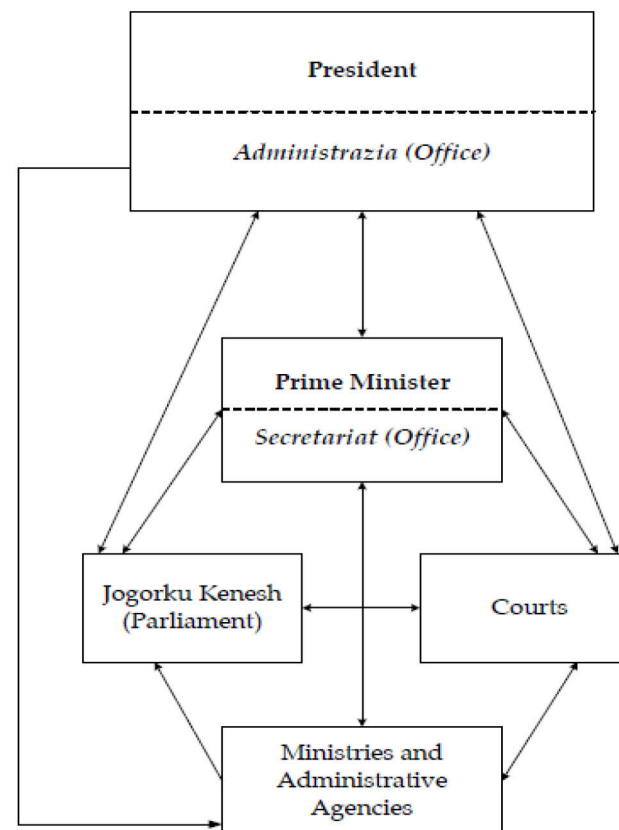 President
Administrazia (Office)
Prime Minister
Secretariat (Office)
Jogorku Kenesh
(Parliament)
Courts
Ministries and
Administrative
Agencies